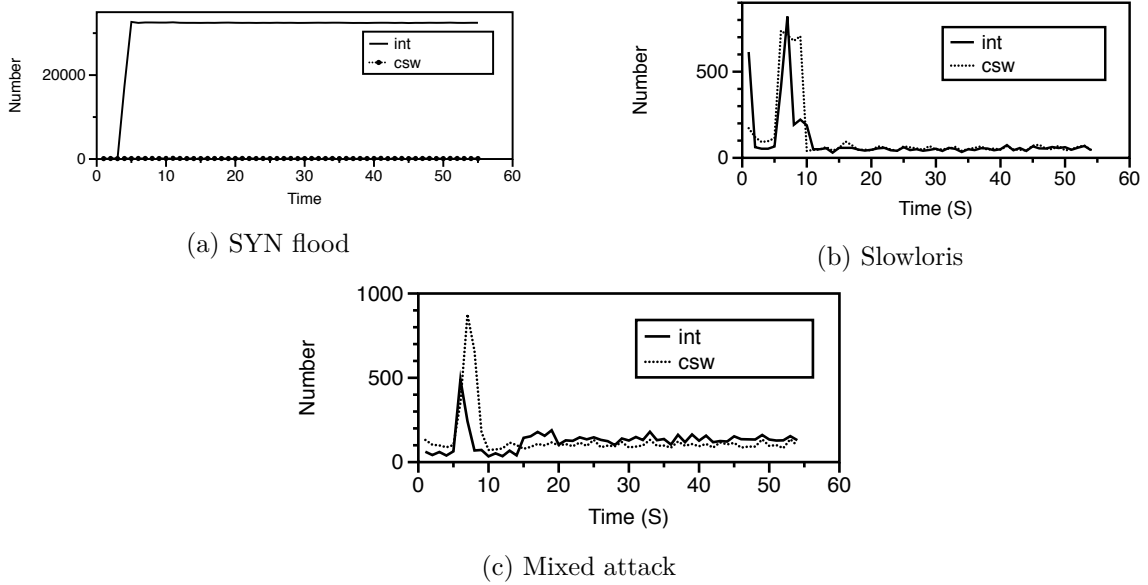 Number
20000
0
int
csw
0 10 20 30 40 50 60
Time
(a) SYN flood
Number
500
0
int
csw
0 10 20 30 40 50 60
Time (S)
(b) Slowloris
Number
1000
500
0
int
csw
0 10 20 30 40 50 60
Time (S)
(c) Mixed attack